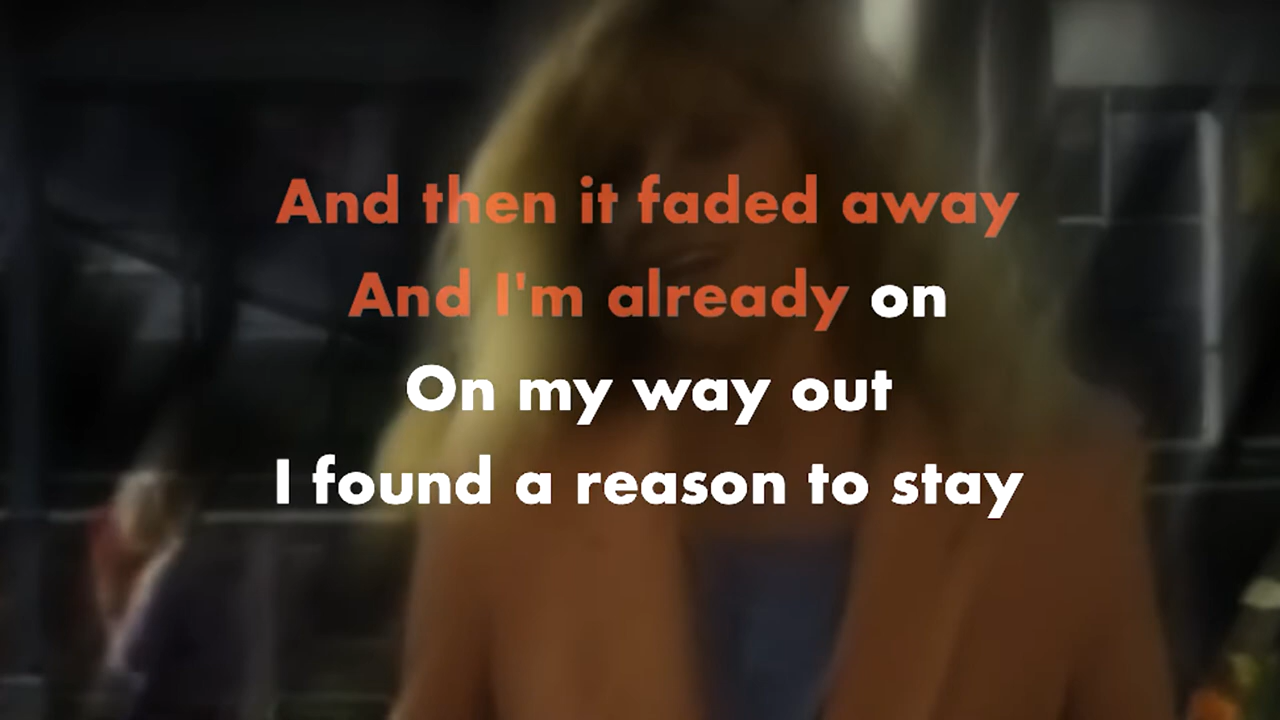 And then it faded away
And I'm already on
On my way out
I found a reason to stay